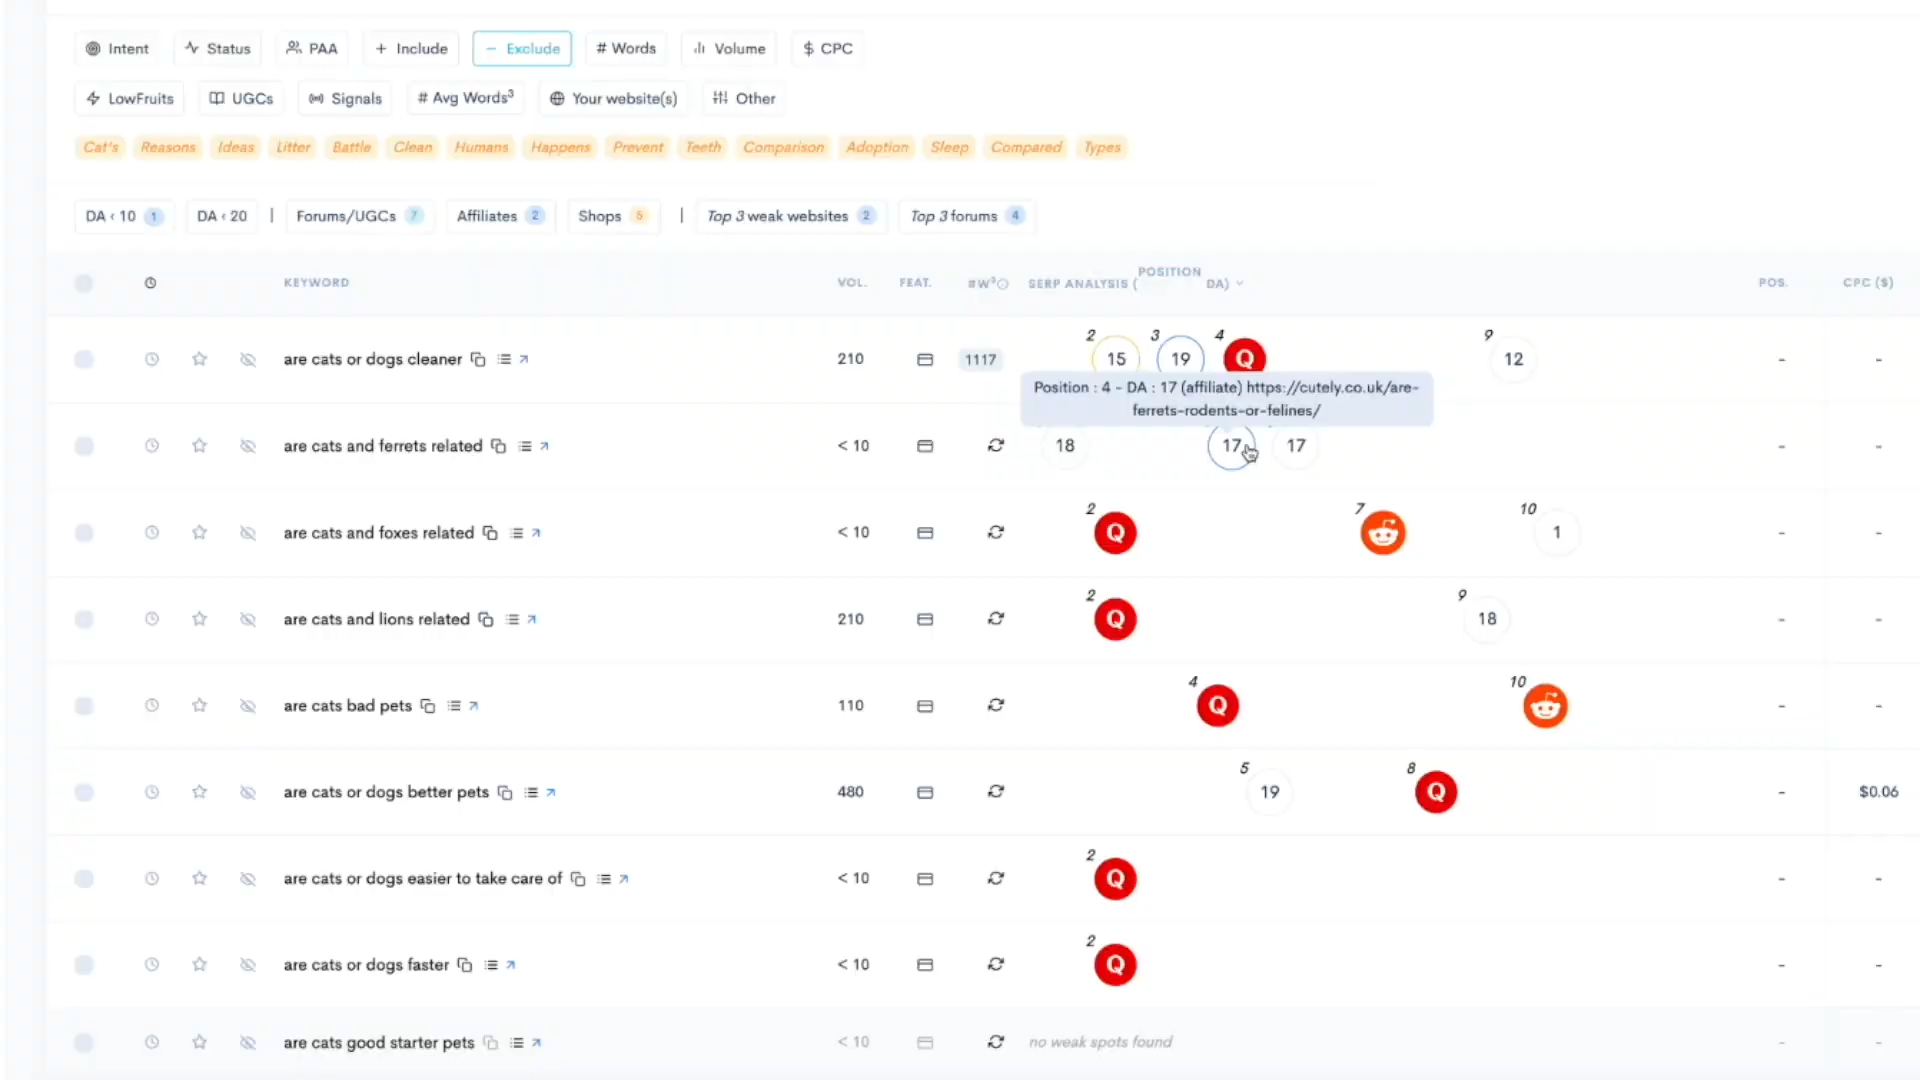 Intent Status PAA + Include − Exclude # Words Volume $ CPC
LowFruits UGCs Signals # Avg Words³ Your website(s) Other
Cat's Reasons Ideas Litter Battle Clean Humans Happens Prevent Teeth Comparison Adoption Sleep Compared Types
DA < 10 1 DA < 20 | Forums/UGCs 7 Affiliates 2 Shops 5 | Top 3 weak websites 2 Top 3 forums 4
KEYWORD VOL. FEAT. #W³ SERP ANALYSIS ( POSITION DA) POS. CPC ($)
2 3 4 9
are cats or dogs cleaner 210 1117 15 19 Q 12 - -
Position : 4 - DA : 17 (affiliate) https://cutely.co.uk/are-
ferrets-rodents-or-felines/
are cats and ferrets related < 10 18 17 17 - -
2 7 10
are cats and foxes related < 10 Q 1 - -
2 9
are cats and lions related 210 Q 18 - -
4 10
are cats bad pets 110 Q - -
5 8
are cats or dogs better pets 480 19 Q - $0.06
2
are cats or dogs easier to take care of < 10 Q - -
2
are cats or dogs faster < 10 Q - -
are cats good starter pets < 10 no weak spots found - -